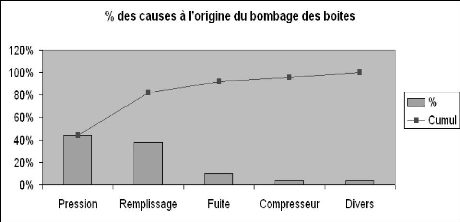 % des causes à l'origine du bombage des boites
120%
100%
80%
60%
40%
20%
0%
Pression Remplissage Fuite Compresseur Divers
%
Cumul